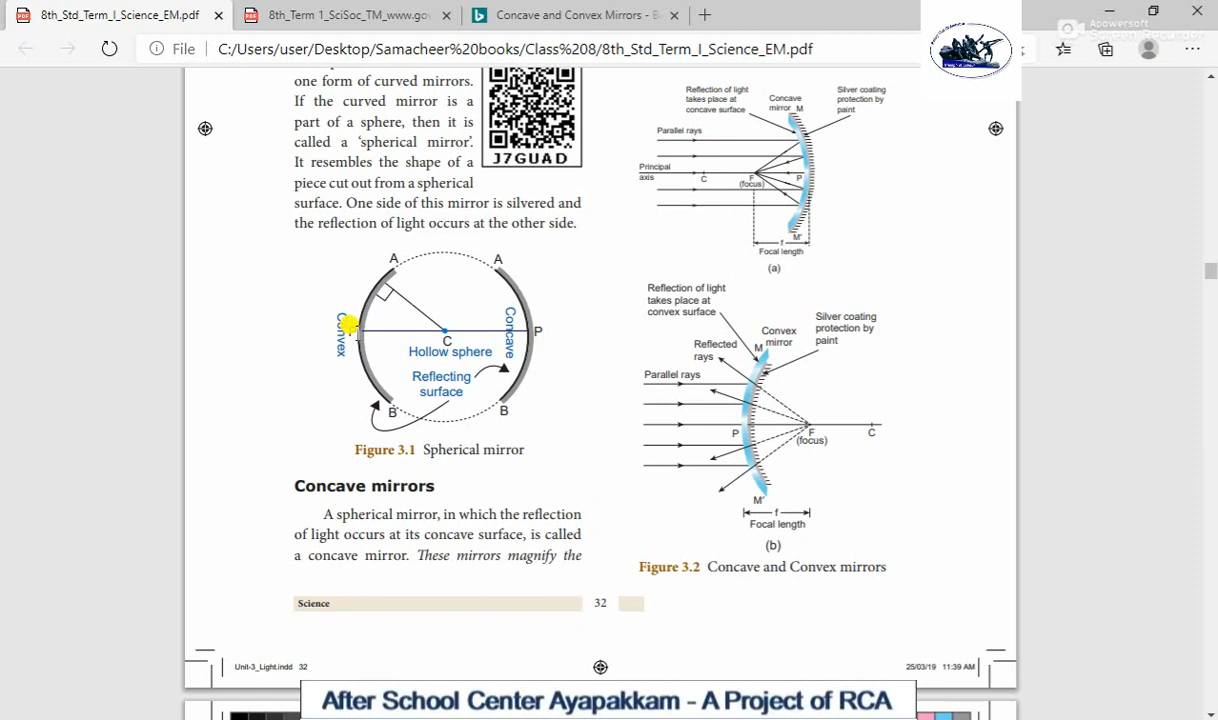 8th_Std_Term_I_Science_EM.pdf
8th_Term 1_SciSoc_TM_www.gov
Concave and Convex Mirrors - B
Apowersoft
Screen Recorder
File
C:/Users/user/Desktop/Samacheer%20books/Class%208/8th_Std_Term_I_Science_EM.pdf
one form of curved mirrors.
If the curved mirror is a
part of a sphere, then it is
called a ‘spherical mirror’.
It resembles the shape of a
piece cut out from a spherical
surface. One side of this mirror is silvered and
the reflection of light occurs at the other side.
J7GUAD
A
A
Convex
Concave
P
C
Hollow sphere
Reflecting
surface
B
B
Figure 3.1 Spherical mirror
Concave mirrors
A spherical mirror, in which the reflection
of light occurs at its concave surface, is called
a concave mirror. These mirrors magnify the
Reflection of light
takes place at
concave surface
Concave
mirror M
Silver coating
protection by
paint
Parallel rays
Principal
axis
C
F
(focus)
P
M'
f
Focal length
(a)
Reflection of light
takes place at
convex surface
Convex
mirror
M
Silver coating
protection by
paint
Reflected
rays
Parallel rays
P
F
(focus)
C
M'
f
Focal length
(b)
Figure 3.2 Concave and Convex mirrors
Science
32
Unit-3_Light.indd 32
25/03/19 11:39 AM
After School Center Ayapakkam - A Project of RCA